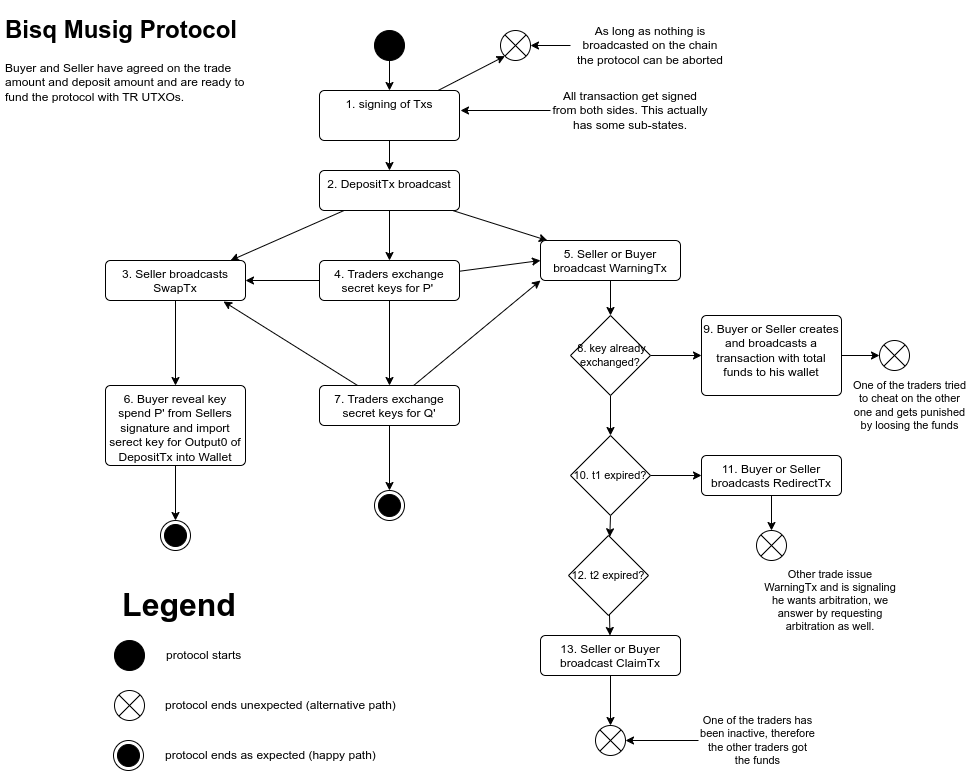 Bisq Musig Protocol
Buyer and Seller have agreed on the trade
amount and deposit amount and are ready to
fund the protocol with TR UTXOs.
As long as nothing is
broadcasted on the chain
the protocol can be aborted
1. signing of Txs
All transaction get signed
from both sides. This actually
has some sub-states.
2. DepositTx broadcast
3. Seller broadcasts
SwapTx
4. Traders exchange
secret keys for P'
5. Seller or Buyer
broadcast WarningTx
8. key already
exchanged?
9. Buyer or Seller creates
and broadcasts a
transaction with total
funds to his wallet
One of the traders tried
to cheat on the other
one and gets punished
by loosing the funds
6. Buyer reveal key
spend P' from Sellers
signature and import
serect key for Output0 of
DepositTx into Wallet
7. Traders exchange
secret keys for Q'
10. t1 expired?
11. Buyer or Seller
broadcasts RedirectTx
Other trade issue
WarningTx and is signaling
he wants arbitration, we
answer by requesting
arbitration as well.
12. t2 expired?
13. Seller or Buyer
broadcast ClaimTx
One of the traders has
been inactive, therefore
the other traders got
the funds
Legend
protocol starts
protocol ends unexpected (alternative path)
protocol ends as expected (happy path)